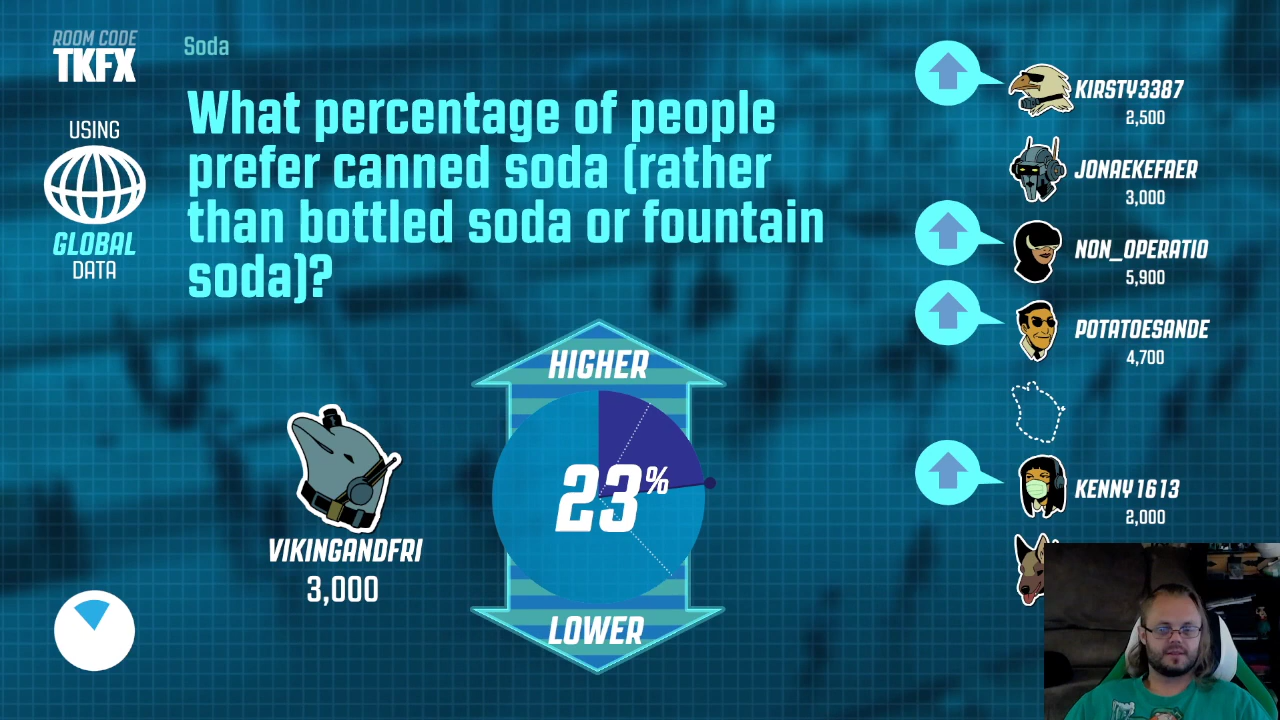 ROOM CODE
TKFX
USING
GLOBAL
DATA
Soda
What percentage of people
prefer canned soda (rather
than bottled soda or fountain
soda)?
HIGHER
23%
LOWER
VIKINGANDFRI
3,000
KIRSTY3387
2,500
JONAEKEFAER
3,000
NON_OPERATIO
5,900
POTATOESANDE
4,700
KENNY1613
2,000